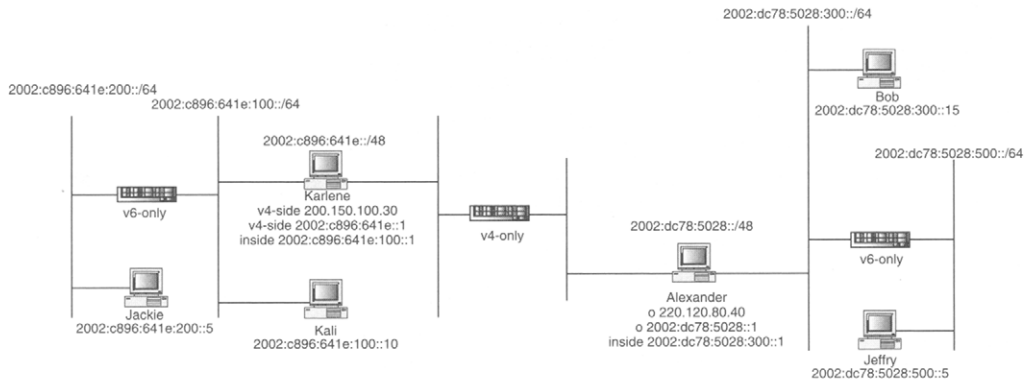 2002:dc78:5028:300::/64
2002:c896:641e:200::/64
2002:c896:641e:100::/64
Bob
2002:dc78:5028:300::15
2002:c896:641e::/48
2002:dc78:5028:500::/64
Karlene
v4-side 200.150.100.30
v4-side 2002:c896:641e::1
inside 2002:c896:641e:100::1
v6-only
v4-only
2002:dc78:5028::/48
v6-only
Alexander
o 220.120.80.40
o 2002:dc78:5028::1
inside 2002:dc78:5028:300::1
Jackie
2002:c896:641e:200::5
Kali
2002:c896:641e:100::10
Jeffry
2002:dc78:5028:500::5